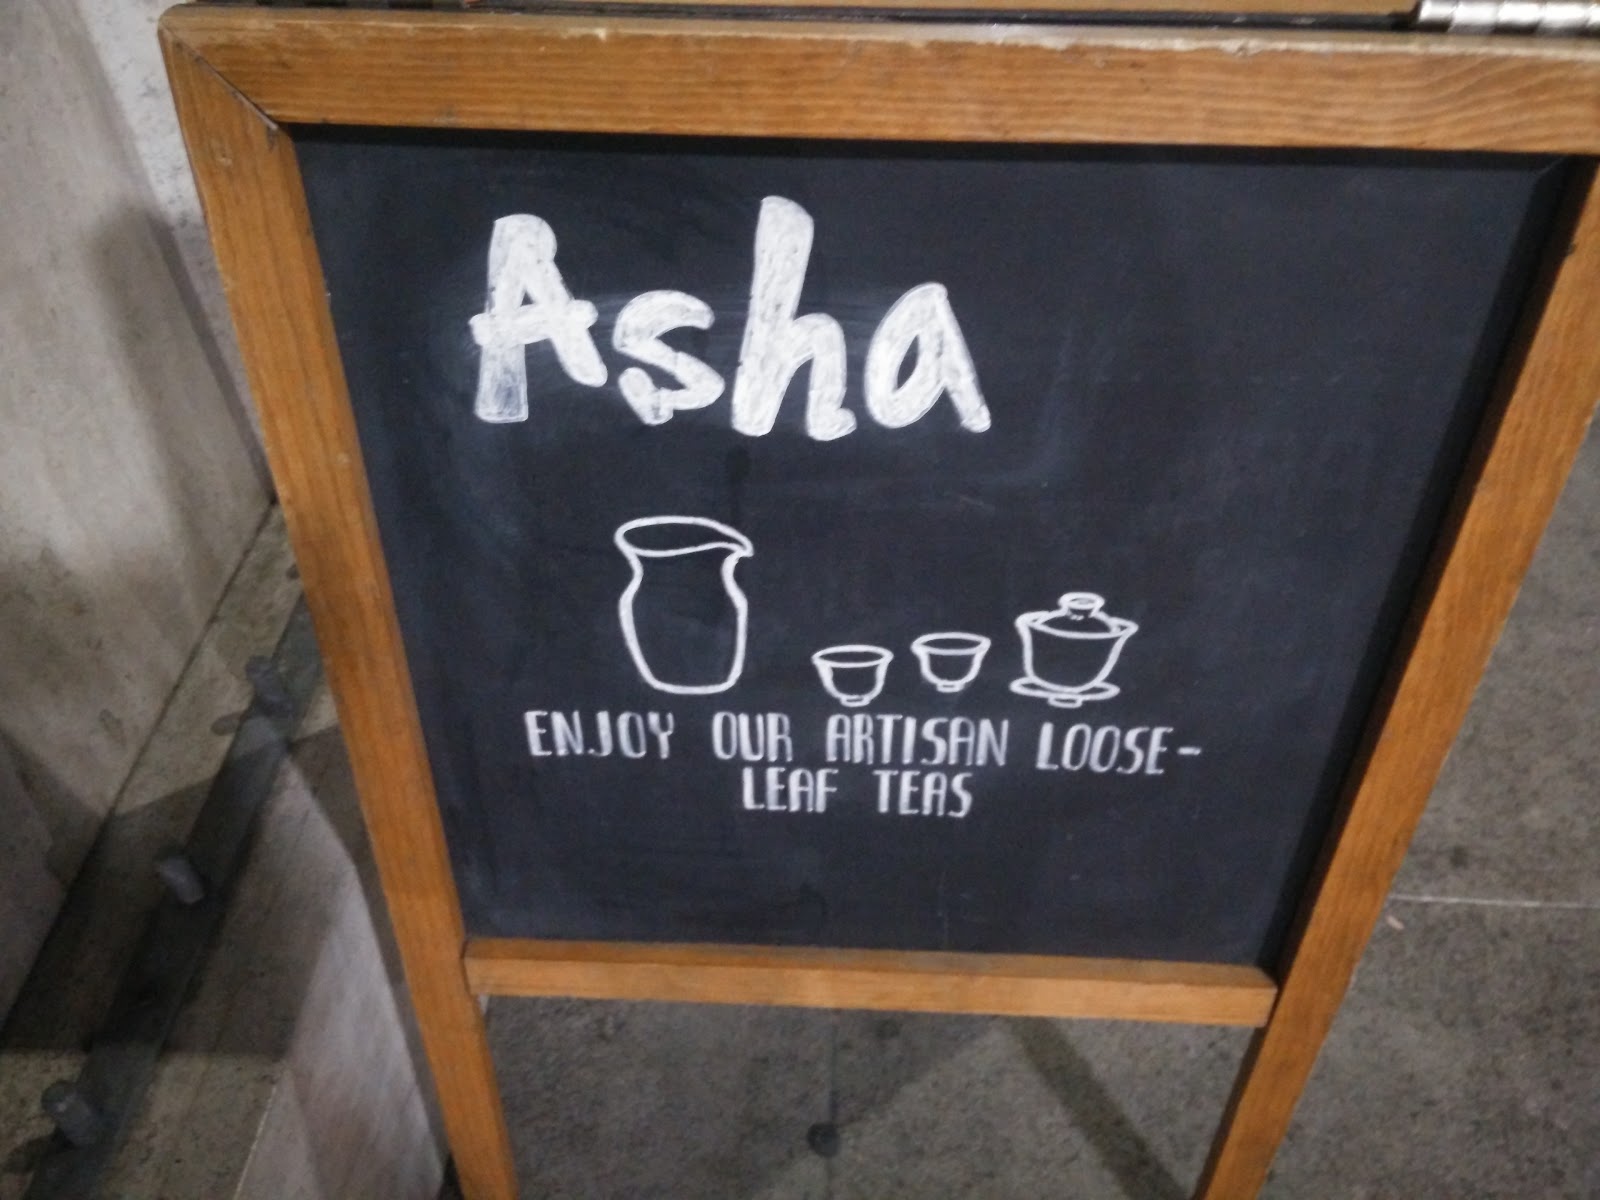 Asha
ENJOY OUR ARTISAN LOOSE-
LEAF TEAS